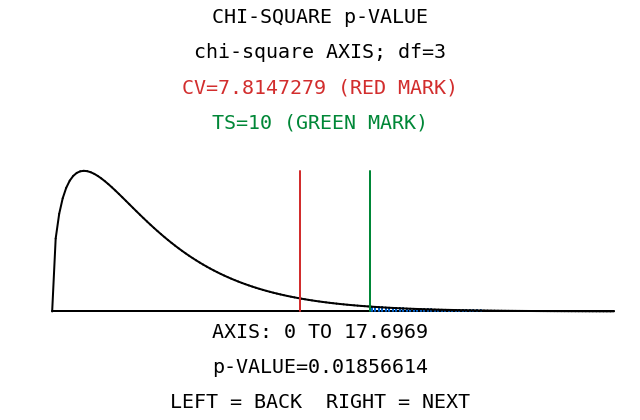 CHI-SQUARE p-VALUE
chi-square AXIS; df=3
CV=7.8147279 (RED MARK)
TS=10 (GREEN MARK)
AXIS: 0 TO 17.6969
p-VALUE=0.01856614
LEFT = BACK  RIGHT = NEXT